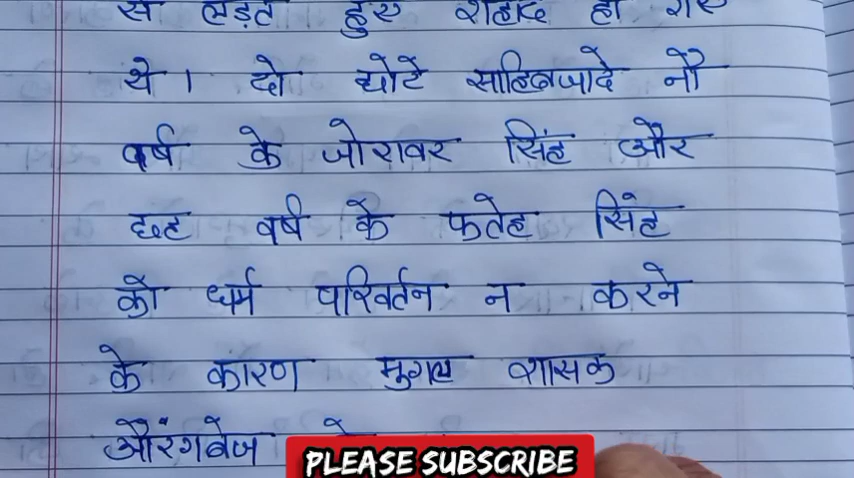 से लड़ते हुए शहीद हो गए
थे। दो छोटे साहिबजादे नौ
वर्ष के जोरावर सिंह और
छह वर्ष के फतेह सिंह
को धर्म परिवर्तन न करने
के कारण मुगल शासक
औरंगबेज
PLEASE SUBSCRIBE